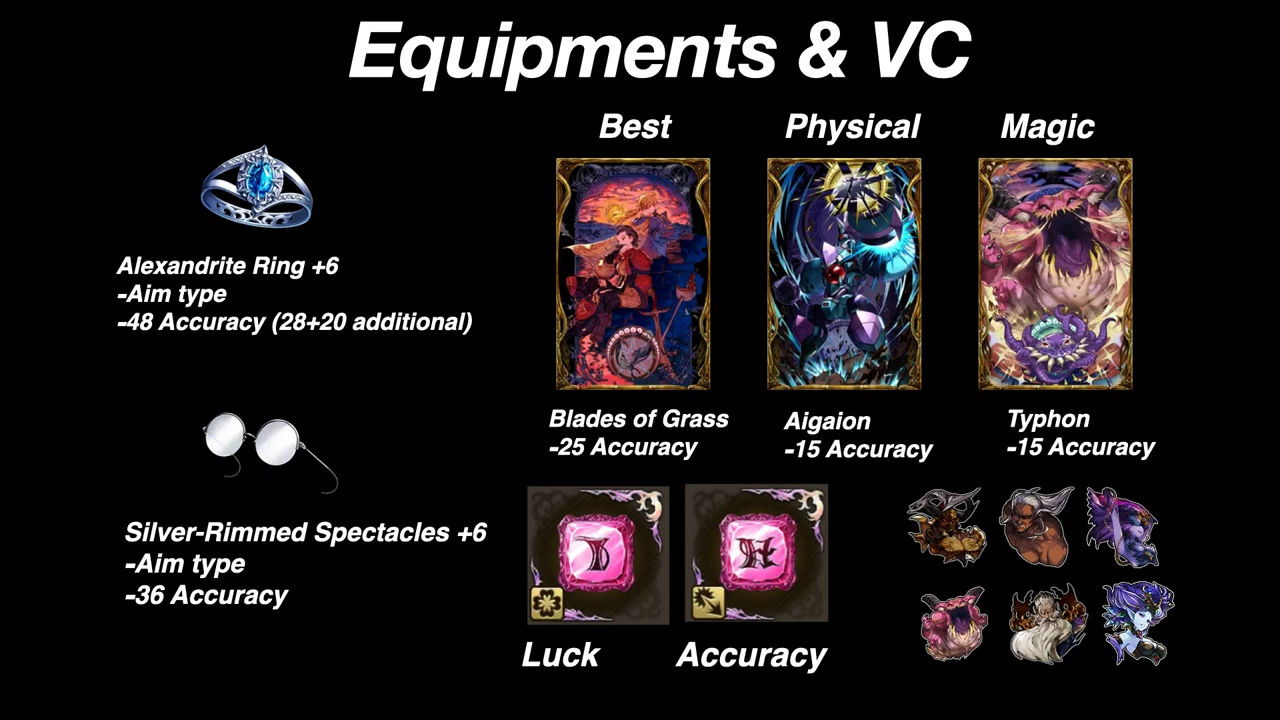 Equipments & VC
Best
Physical
Magic
Alexandrite Ring +6
-Aim type
-48 Accuracy (28+20 additional)
Blades of Grass
-25 Accuracy
Aigaion
-15 Accuracy
Typhon
-15 Accuracy
Silver-Rimmed Spectacles +6
-Aim type
-36 Accuracy
Luck
Accuracy